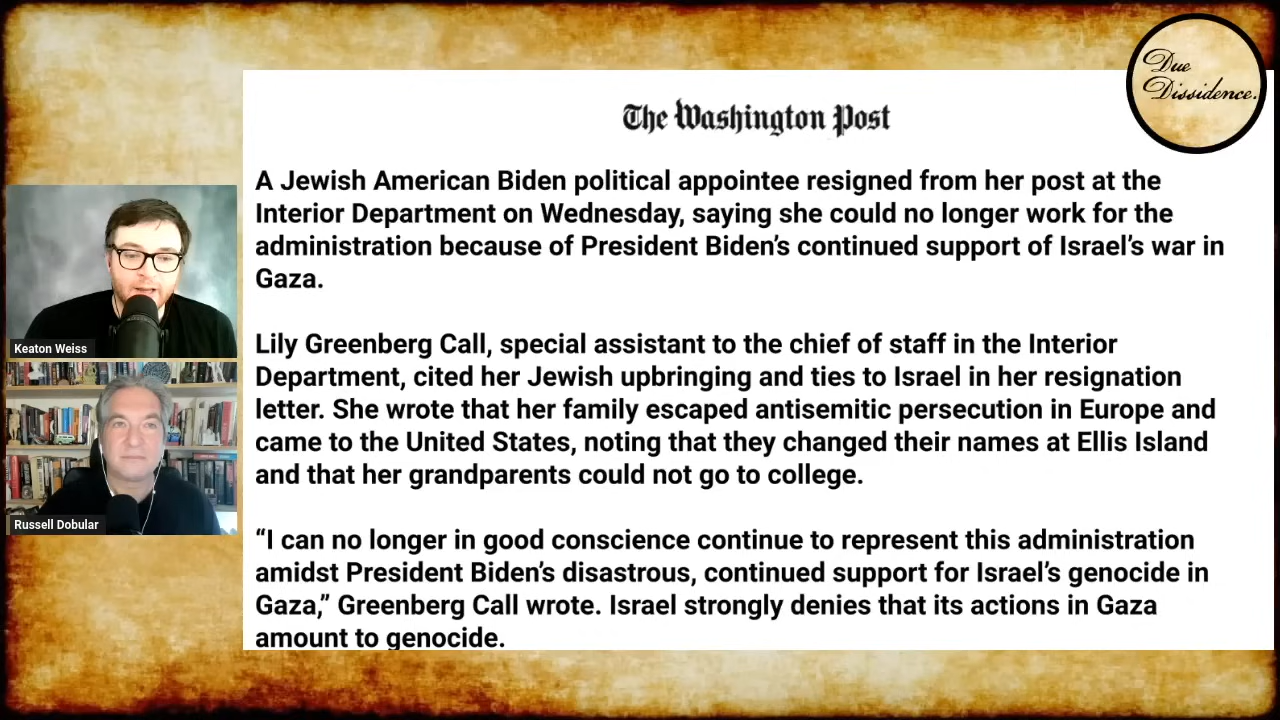 Due
Dissidence.
The Washington Post
A Jewish American Biden political appointee resigned from her post at the
Interior Department on Wednesday, saying she could no longer work for the
administration because of President Biden’s continued support of Israel’s war in
Gaza.
Lily Greenberg Call, special assistant to the chief of staff in the Interior
Department, cited her Jewish upbringing and ties to Israel in her resignation
letter. She wrote that her family escaped antisemitic persecution in Europe and
came to the United States, noting that they changed their names at Ellis Island
and that her grandparents could not go to college.
“I can no longer in good conscience continue to represent this administration
amidst President Biden’s disastrous, continued support for Israel’s genocide in
Gaza,” Greenberg Call wrote. Israel strongly denies that its actions in Gaza
amount to genocide.
Keaton Weiss
Russell Dobular